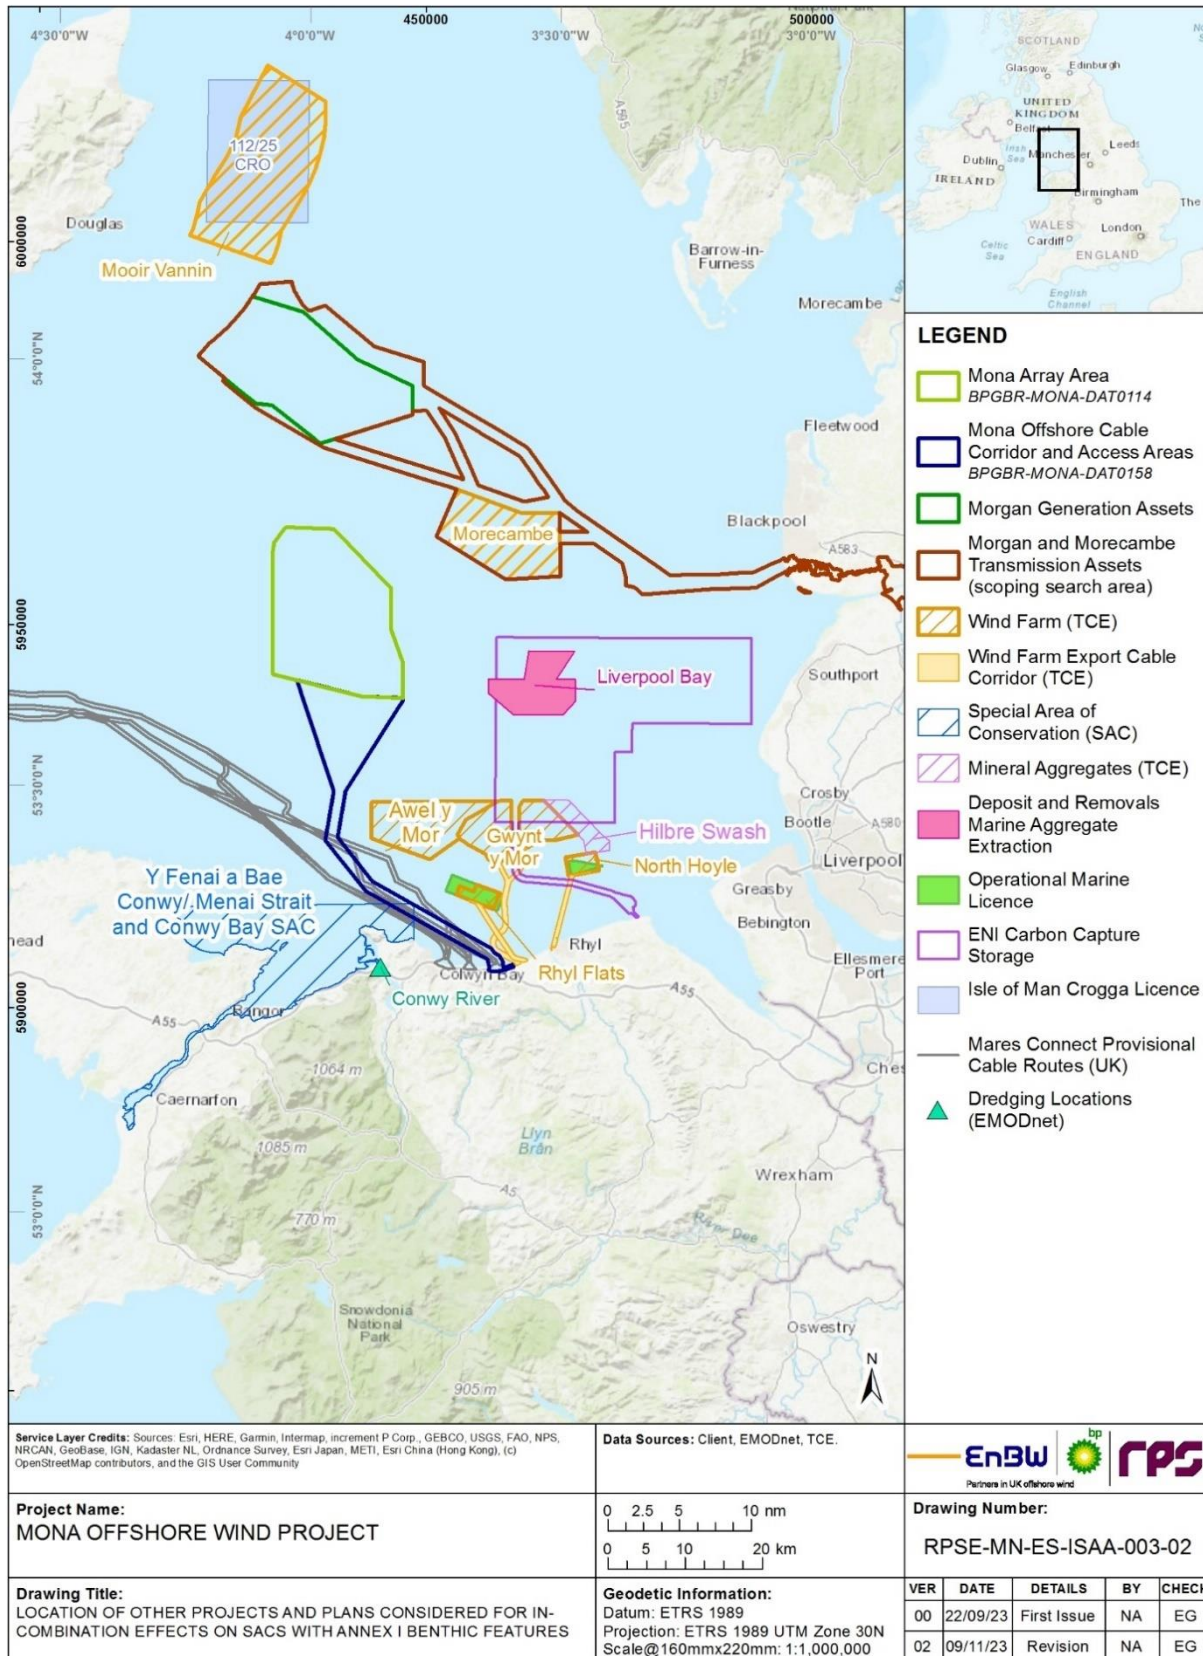 450000
500000
4°30'0"W
4°0'0"W
3°30'0"W
3°0'0"W
A595
112/25
CRO
Douglas
6000000
Mooir Vannin
Barrow-in-
Furness
Morecambe
54°0'0"N
Fleetwood
Blackpool
A583
Morecambe
5950000
Southport
Liverpool Bay
53°30'0"N
Crosby
Bootle
A580
Awel y
Mor
Gwynt
y Mor
Hilbre Swash
North Hoyle
Liverpool
Greasby
Bebington
Y Fenai a Bae
Conwy/ Menai Strait
and Conwy Bay SAC
head
Rhyl
Ellesmere
Port
Colwyn Bay
Rhyl Flats
Conwy River
5900000
Bangor
A55
A55
Ches
1064 m
Caernarfon
1085 m
Llyn
Brân
Wrexham
A5
770 m
River Dee
53°0'0"N
Snowdonia
National
Park
Oswestry
905 m
N
SCOTLAND
Glasgow
Edinburgh
UNITED
KINGDOM
Belfast
Irish
Sea
Manchester
Leeds
Dublin
IRELAND
Birmingham
The
WALES
Cardiff
London
Celtic
Sea
ENGLAND
English
Channel
LEGEND
Mona Array Area
BPGBR-MONA-DAT0114
Mona Offshore Cable
Corridor and Access Areas
BPGBR-MONA-DAT0158
Morgan Generation Assets
Morgan and Morecambe
Transmission Assets
(scoping search area)
Wind Farm (TCE)
Wind Farm Export Cable
Corridor (TCE)
Special Area of
Conservation (SAC)
Mineral Aggregates (TCE)
Deposit and Removals
Marine Aggregate
Extraction
Operational Marine
Licence
ENI Carbon Capture
Storage
Isle of Man Crogga Licence
Mares Connect Provisional
Cable Routes (UK)
Dredging Locations
(EMODnet)
Service Layer Credits: Sources: Esri, HERE, Garmin, Intermap, increment P Corp., GEBCO, USGS, FAO, NPS,
NRCAN, GeoBase, IGN, Kadaster NL, Ordnance Survey, Esri Japan, METI, Esri China (Hong Kong), (c)
OpenStreetMap contributors, and the GIS User Community
Data Sources: Client, EMODnet, TCE.
EnBW
Partners in UK offshore wind
bp
rps
Project Name:
MONA OFFSHORE WIND PROJECT
0 2.5 5 10 nm
0 5 10 20 km
Drawing Number:
RPSE-MN-ES-ISAA-003-02
Drawing Title:
LOCATION OF OTHER PROJECTS AND PLANS CONSIDERED FOR IN-
COMBINATION EFFECTS ON SACS WITH ANNEX I BENTHIC FEATURES
Geodetic Information:
Datum: ETRS 1989
Projection: ETRS 1989 UTM Zone 30N
Scale@160mmx220mm: 1:1,000,000
VER DATE DETAILS BY CHECK
00 22/09/23 First Issue NA EG
02 09/11/23 Revision NA EG